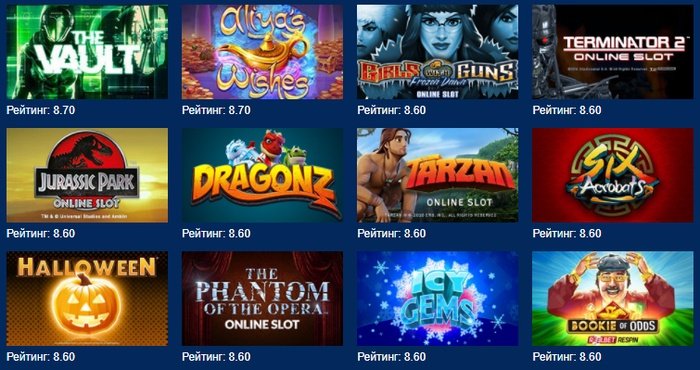 THE
VAULT
Aliya's
Wishes
GIRLS WITH GUNS
Frozen Dawn
ONLINE SLOT
TERMINATOR 2
ONLINE SLOT
Рейтинг: 8.70
Рейтинг: 8.70
Рейтинг: 8.60
Рейтинг: 8.60
JURASSIC PARK
ONLINE SLOT
TM & © Universal Studios and Amblin
DRAGONZ
TARZAN
ONLINE SLOT
SIX
Acrobats
Рейтинг: 8.60
Рейтинг: 8.60
Рейтинг: 8.60
Рейтинг: 8.60
HALLOWEEN
THE
PHANTOM
OF THE OPERA
ONLINE SLOT
ICY
GEMS
BOOKIE OF ODDS
RESPIN
Рейтинг: 8.60
Рейтинг: 8.60
Рейтинг: 8.60
Рейтинг: 8.60